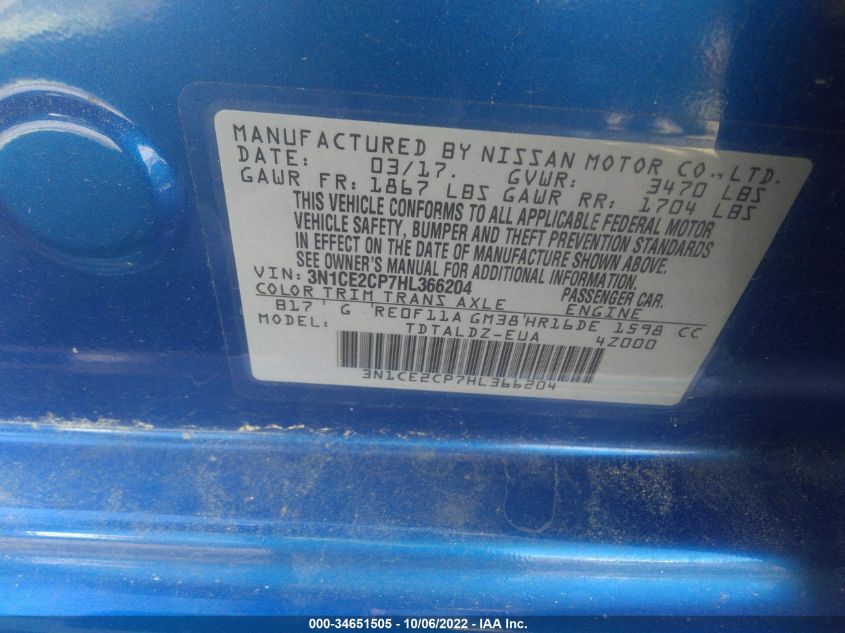 MANUFACTURED BY NISSAN MOTOR CO.,LTD.
DATE: 03/17. GVWR: 3470 LBS
GAWR FR: 1867 LBS GAWR RR: 1704 LBS
THIS VEHICLE CONFORMS TO ALL APPLICABLE FEDERAL MOTOR
VEHICLE SAFETY, BUMPER AND THEFT PREVENTION STANDARDS
IN EFFECT ON THE DATE OF MANUFACTURE SHOWN ABOVE.
SEE OWNER'S MANUAL FOR ADDITIONAL INFORMATION.
VIN: 3N1CE2CP7HL366204 PASSENGER CAR.
COLOR TRIM TRANS AXLE ENGINE
B17 G 'RE0F11A GM38'HR16DE 1598 CC
MODEL: TDTALDZ-EUA 4Z000
3N1CE2CP7HL366204
000-34651505 - 10/06/2022 - IAA Inc.